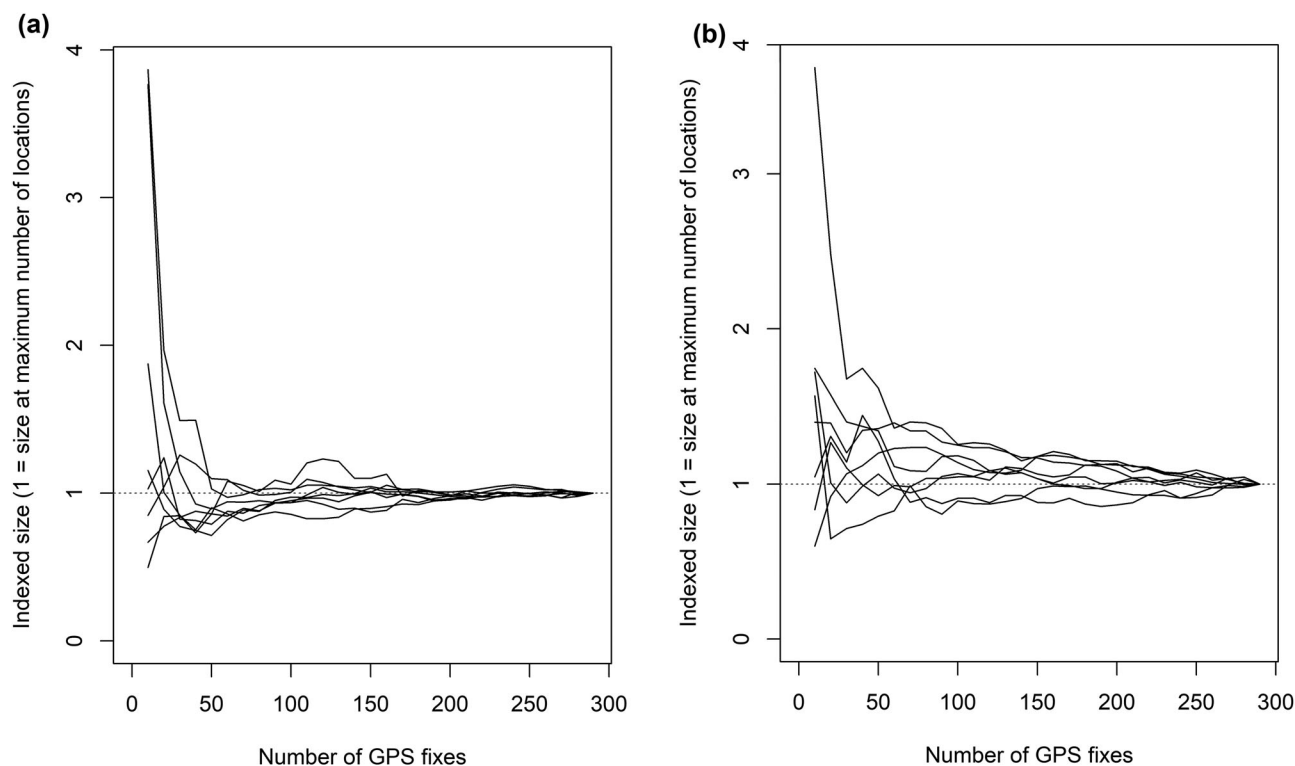 (a)
Indexed size (1 = size at maximum number of locations)
4
3
2
1
0
0 50 100 150 200 250 300
Number of GPS fixes
(b)
Indexed size (1 = size at maximum number of locations)
4
3
2
1
0
0 50 100 150 200 250 300
Number of GPS fixes